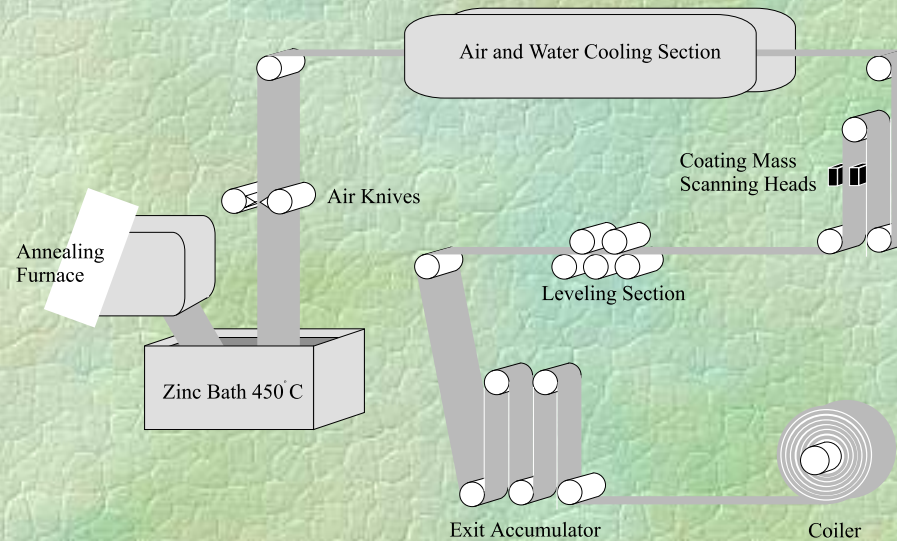 Air and Water Cooling Section
Coating Mass
Scanning Heads
Air Knives
Annealing
Furnace
Leveling Section
Zinc Bath 450°C
Exit Accumulator
Coiler